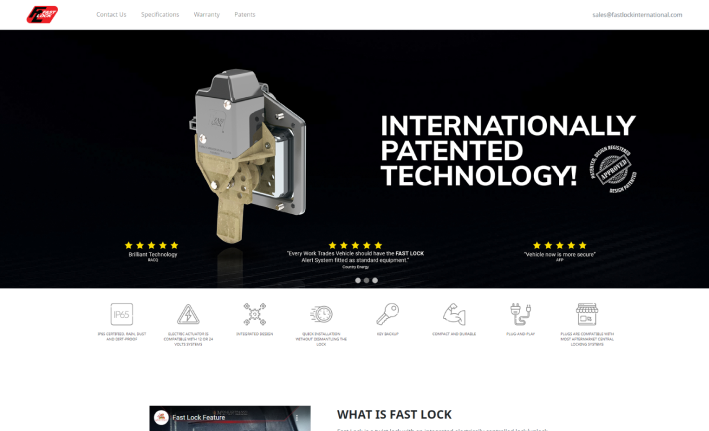 FAST LOCK
Contact Us Specifications Warranty Patents
sales@fastlockinternational.com
INTERNATIONALLY
PATENTED
TECHNOLOGY!
PATENTED, DESIGN REGISTERED
APPROVED
DESIGN PATENTED
Brilliant Technology
RACQ
"Every Work Trades Vehicle should have the FAST LOCK
Alert System fitted as standard equipment."
Country Energy
"Vehicle now is more secure"
AFP
IP65
IP65 CERTIFIED: RAIN, DUST
AND DIRT-PROOF
ELECTRIC ACTUATOR IS
COMPATIBLE WITH 12 OR 24
VOLTS SYSTEMS
INTEGRATED DESIGN
QUICK INSTALLATION
WITHOUT DISMANTLING THE
LOCK
KEY BACKUP
COMPACT AND DURABLE
PLUG AND PLAY
PLUGS ARE COMPATIBLE WITH
MOST AFTERMARKET CENTRAL
LOCKING SYSTEMS
Fast Lock Feature
WHAT IS FAST LOCK